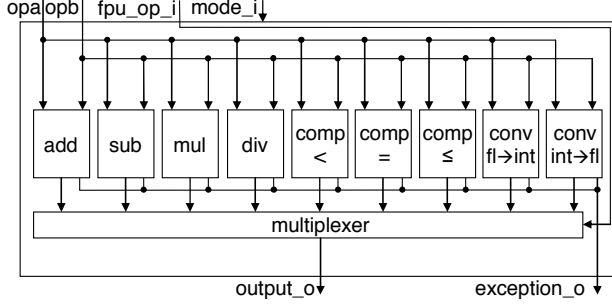 opa opb fpu_op_i mode_i
add sub mul div comp < comp = comp ≤ conv fl→int conv int→fl
multiplexer
output_o exception_o